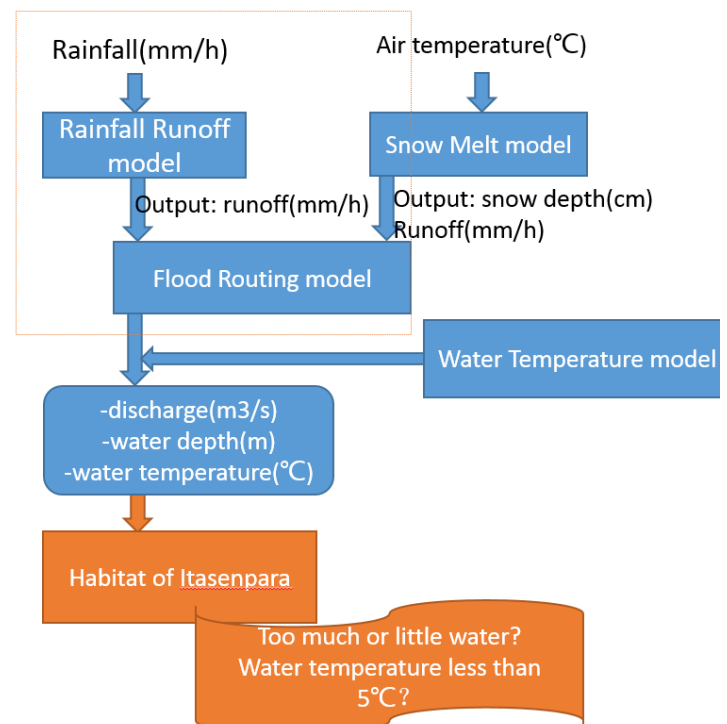 Rainfall(mm/h)
Air temperature(℃)
Rainfall Runoff
model
Snow Melt model
Output: runoff(mm/h)
Output: snow depth(cm)
Runoff(mm/h)
Flood Routing model
Water Temperature model
-discharge(m3/s)
-water depth(m)
-water temperature(℃)
Habitat of Itasenpara
Too much or little water?
Water temperature less than
5℃?